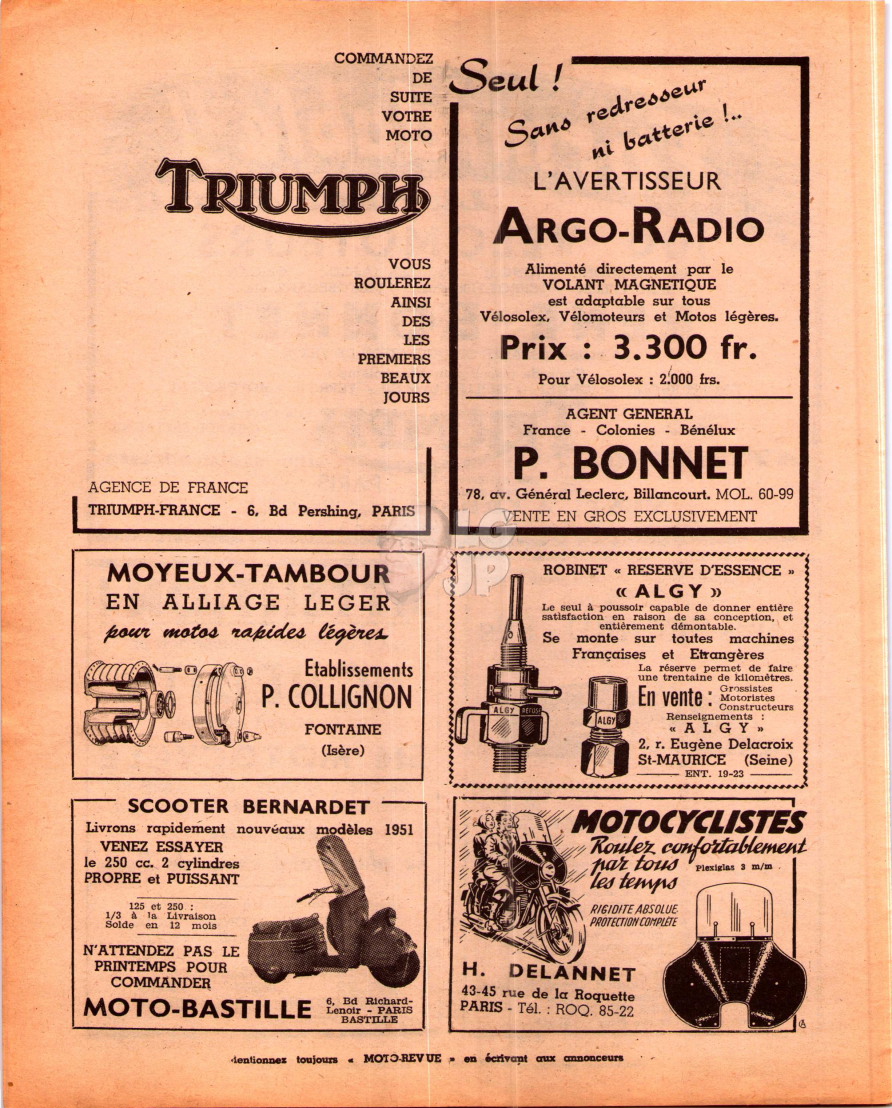 COMMANDEZ
DE
SUITE
VOTRE
MOTO
TRIUMPH
VOUS
ROULEREZ
AINSI
DES
LES
PREMIERS
BEAUX
JOURS
AGENCE DE FRANCE
TRIUMPH-FRANCE - 6, Bd Pershing, PARIS
Seul !
Sans redresseur
ni batterie !..
L'AVERTISSEUR
ARGO-RADIO
Alimenté directement par le
VOLANT MAGNETIQUE
est adaptable sur tous
Vélosolex, Vélomoteurs et Motos légères.
Prix : 3.300 fr.
Pour Vélosolex : 2.000 frs.
AGENT GENERAL
France - Colonies - Bénélux
P. BONNET
78, av. Général Leclerc, Billancourt. MOL. 60-99
VENTE EN GROS EXCLUSIVEMENT
LG
JP
MOYEUX-TAMBOUR
EN ALLIAGE LEGER
pour motos rapides légères
Etablissements
P. COLLIGNON
FONTAINE
(Isère)
ROBINET « RESERVE D'ESSENCE »
« ALGY »
Le seul à poussoir capable de donner entière
satisfaction en raison de sa conception, et
entièrement démontable.
Se monte sur toutes machines
Françaises et Etrangères
La réserve permet de faire
une trentaine de kilomètres.
En vente : Grossistes
Motoristes
Constructeurs
Renseignements :
« ALGY »
2, r. Eugène Delacroix
St-MAURICE (Seine)
ENT. 19-23
ALGY
ALGY
SCOOTER BERNARDET
Livrons rapidement nouveaux modèles 1951
VENEZ ESSAYER
le 250 cc. 2 cylindres
PROPRE et PUISSANT
125 et 250 :
1/3 à la Livraison
Solde en 12 mois
N'ATTENDEZ PAS LE
PRINTEMPS POUR
COMMANDER
MOTO-BASTILLE
6, Bd Richard-
Lenoir - PARIS
BASTILLE
MOTOCYCLISTES
Roulez confortablement
par tous
les temps
Plexiglas 3 m/m
RIGIDITE ABSOLUE
PROTECTION COMPLETE
H. DELANNET
43-45 rue de la Roquette
PARIS - Tél. : ROQ. 85-22
Mentionnez toujours « MOTO-REVUE » en écrivant aux annonceurs